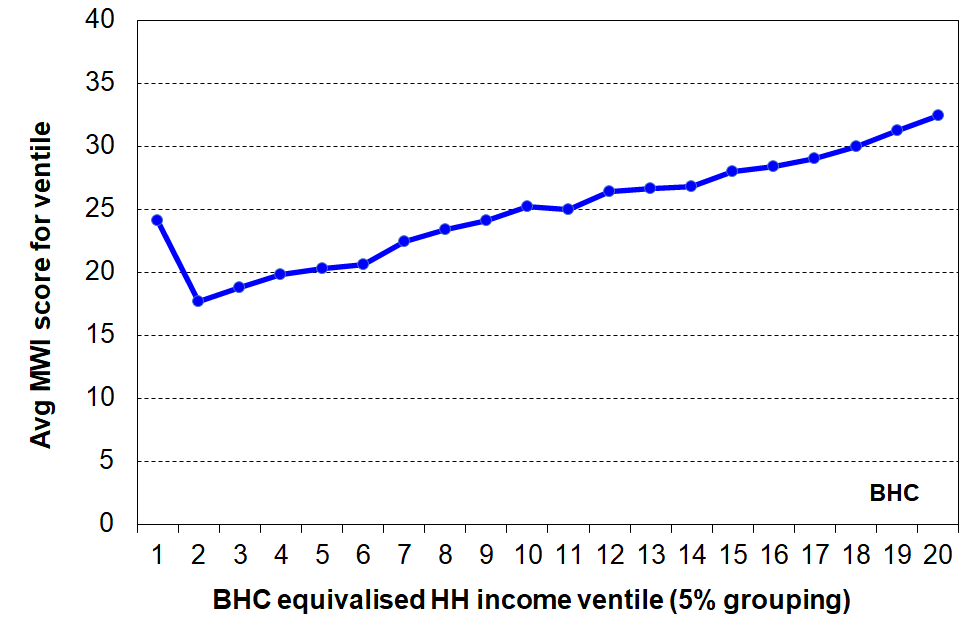 40
35
30
25
20
15
10
5
0
Avg MWI score for ventile
BHC
1 2 3 4 5 6 7 8 9 10 11 12 13 14 15 16 17 18 19 20
BHC equivalised HH income ventile (5% grouping)